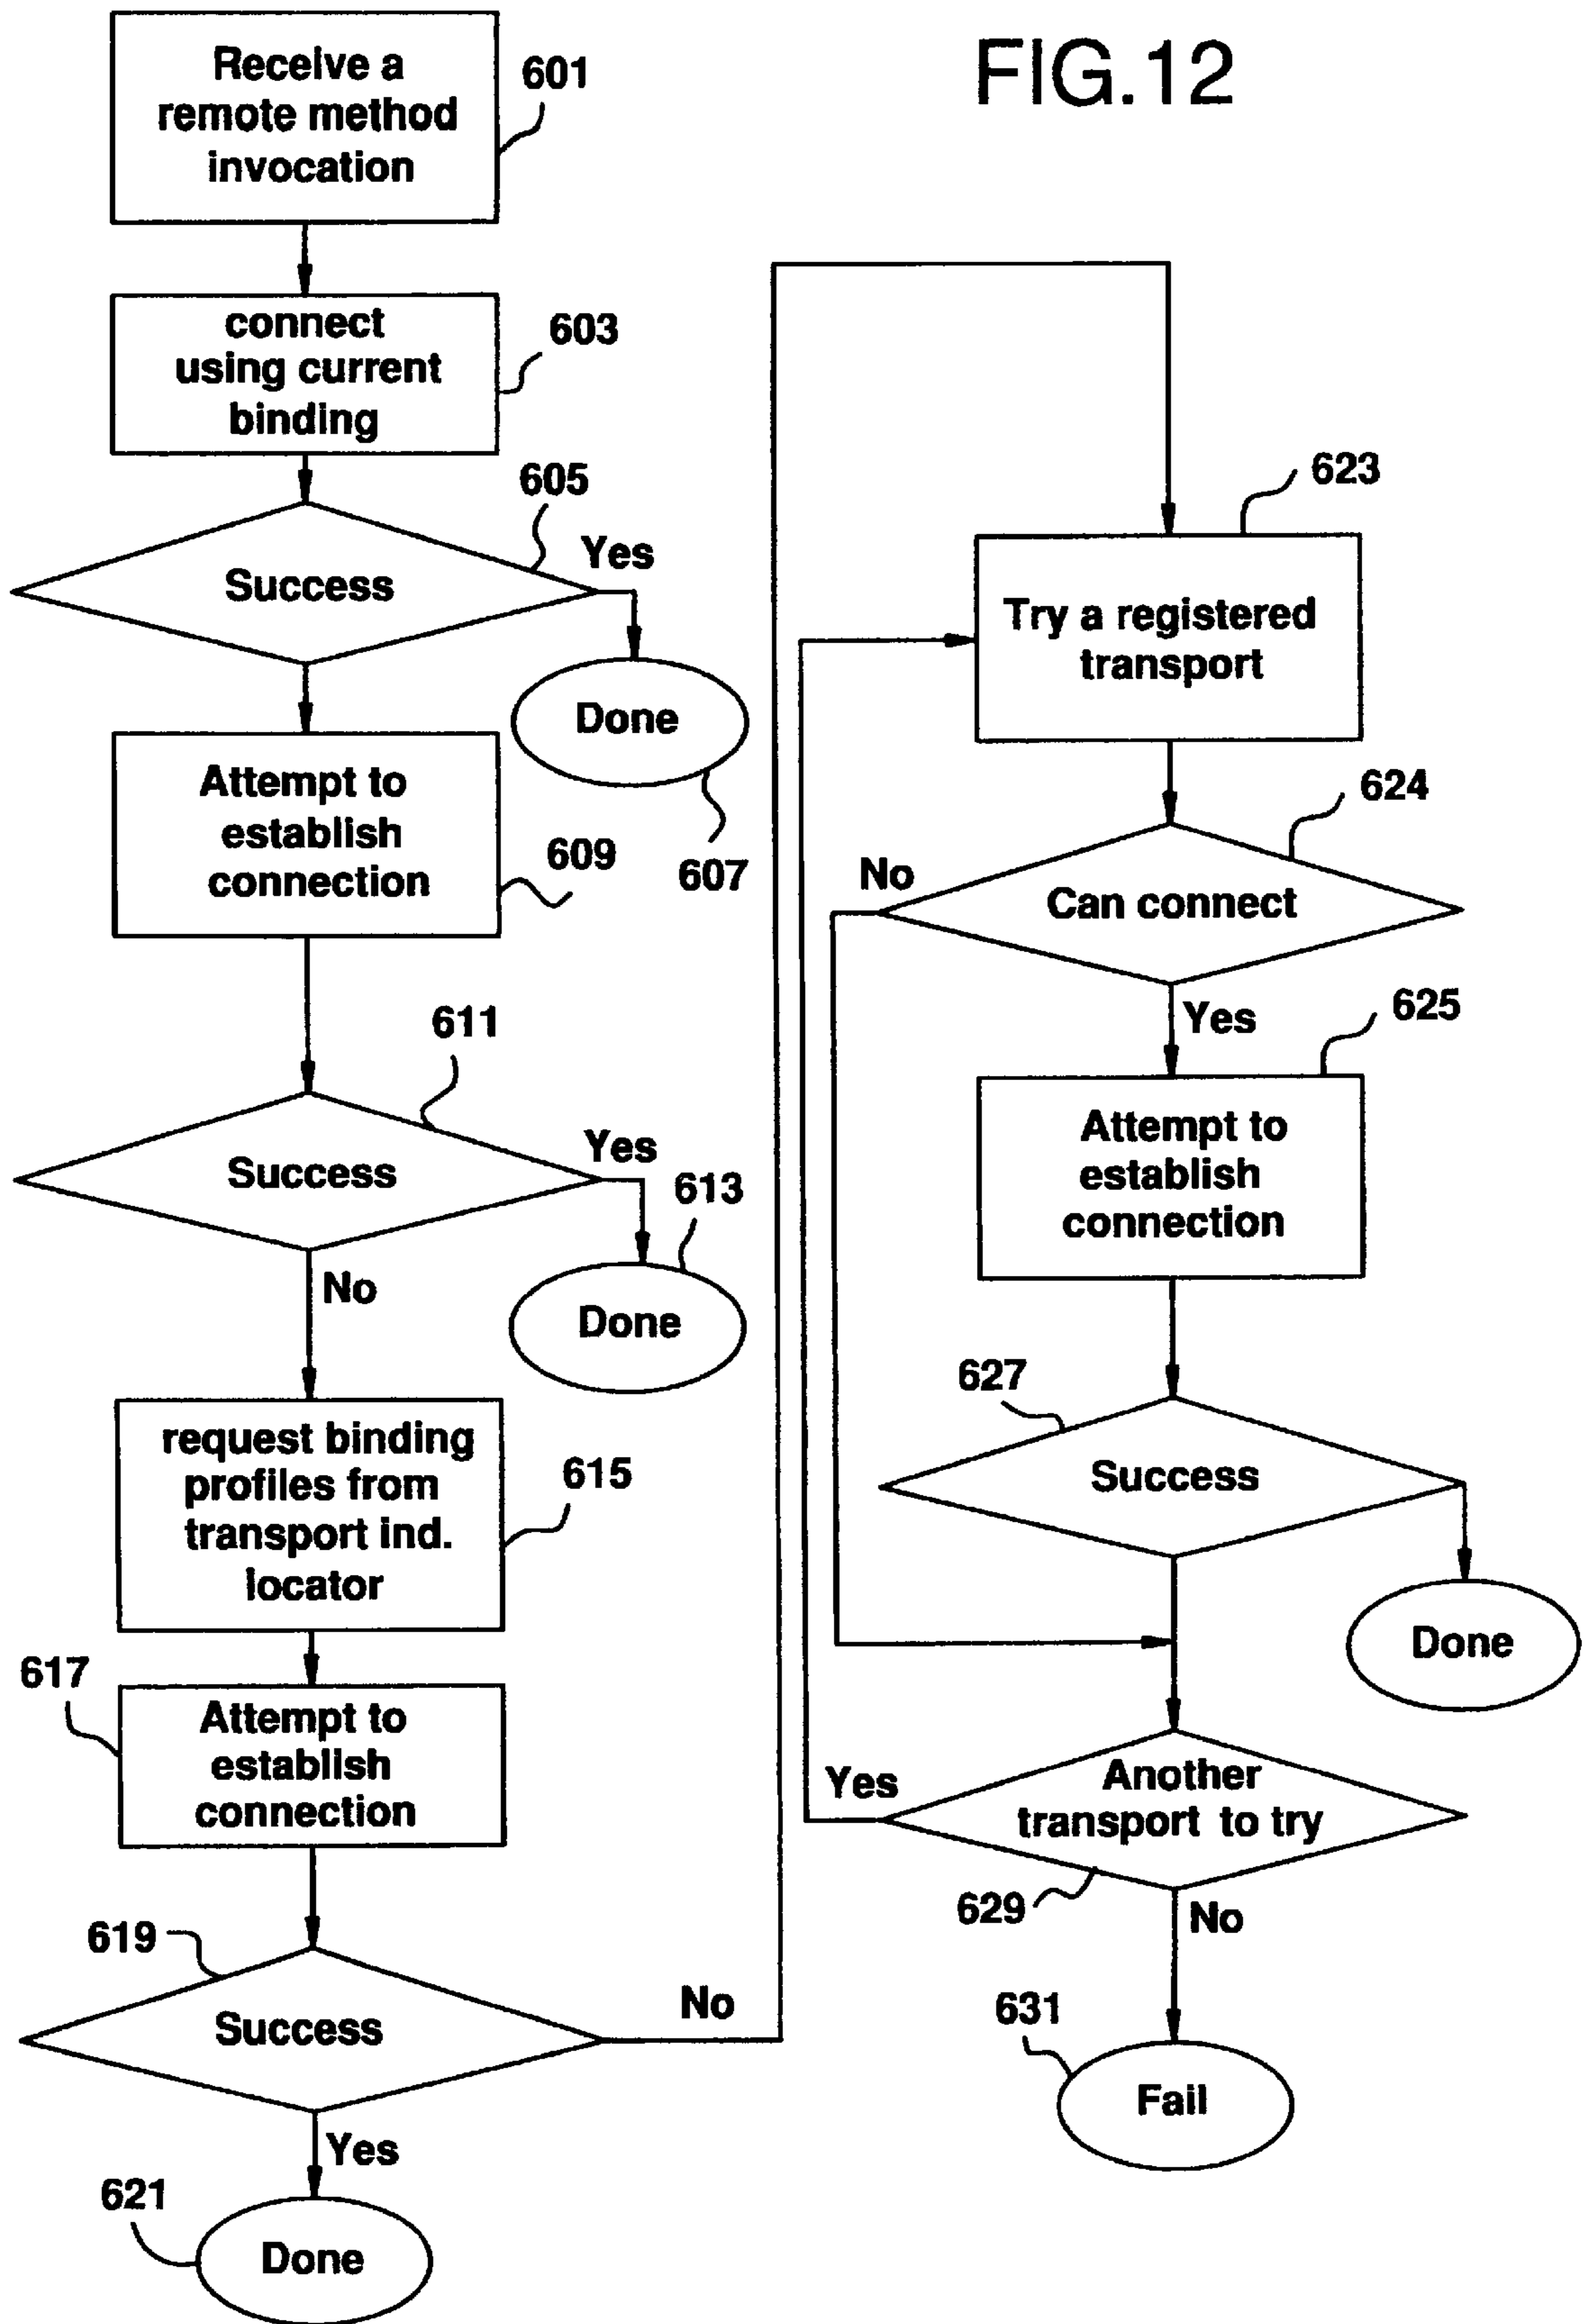 FIG.12
Receive a
remote method
invocation
601
connect
using current
binding
603
605
Success
Yes
Done
607
Attempt to
establish
connection
609
611
Success
Yes
613
Done
No
request binding
profiles from
transport ind.
locator
615
617
Attempt to
establish
connection
619
Success
No
Yes
621
Done
623
Try a registered
transport
624
No
Can connect
Yes
625
Attempt to
establish
connection
627
Success
Done
Yes
Another
transport to try
629
No
631
Fail